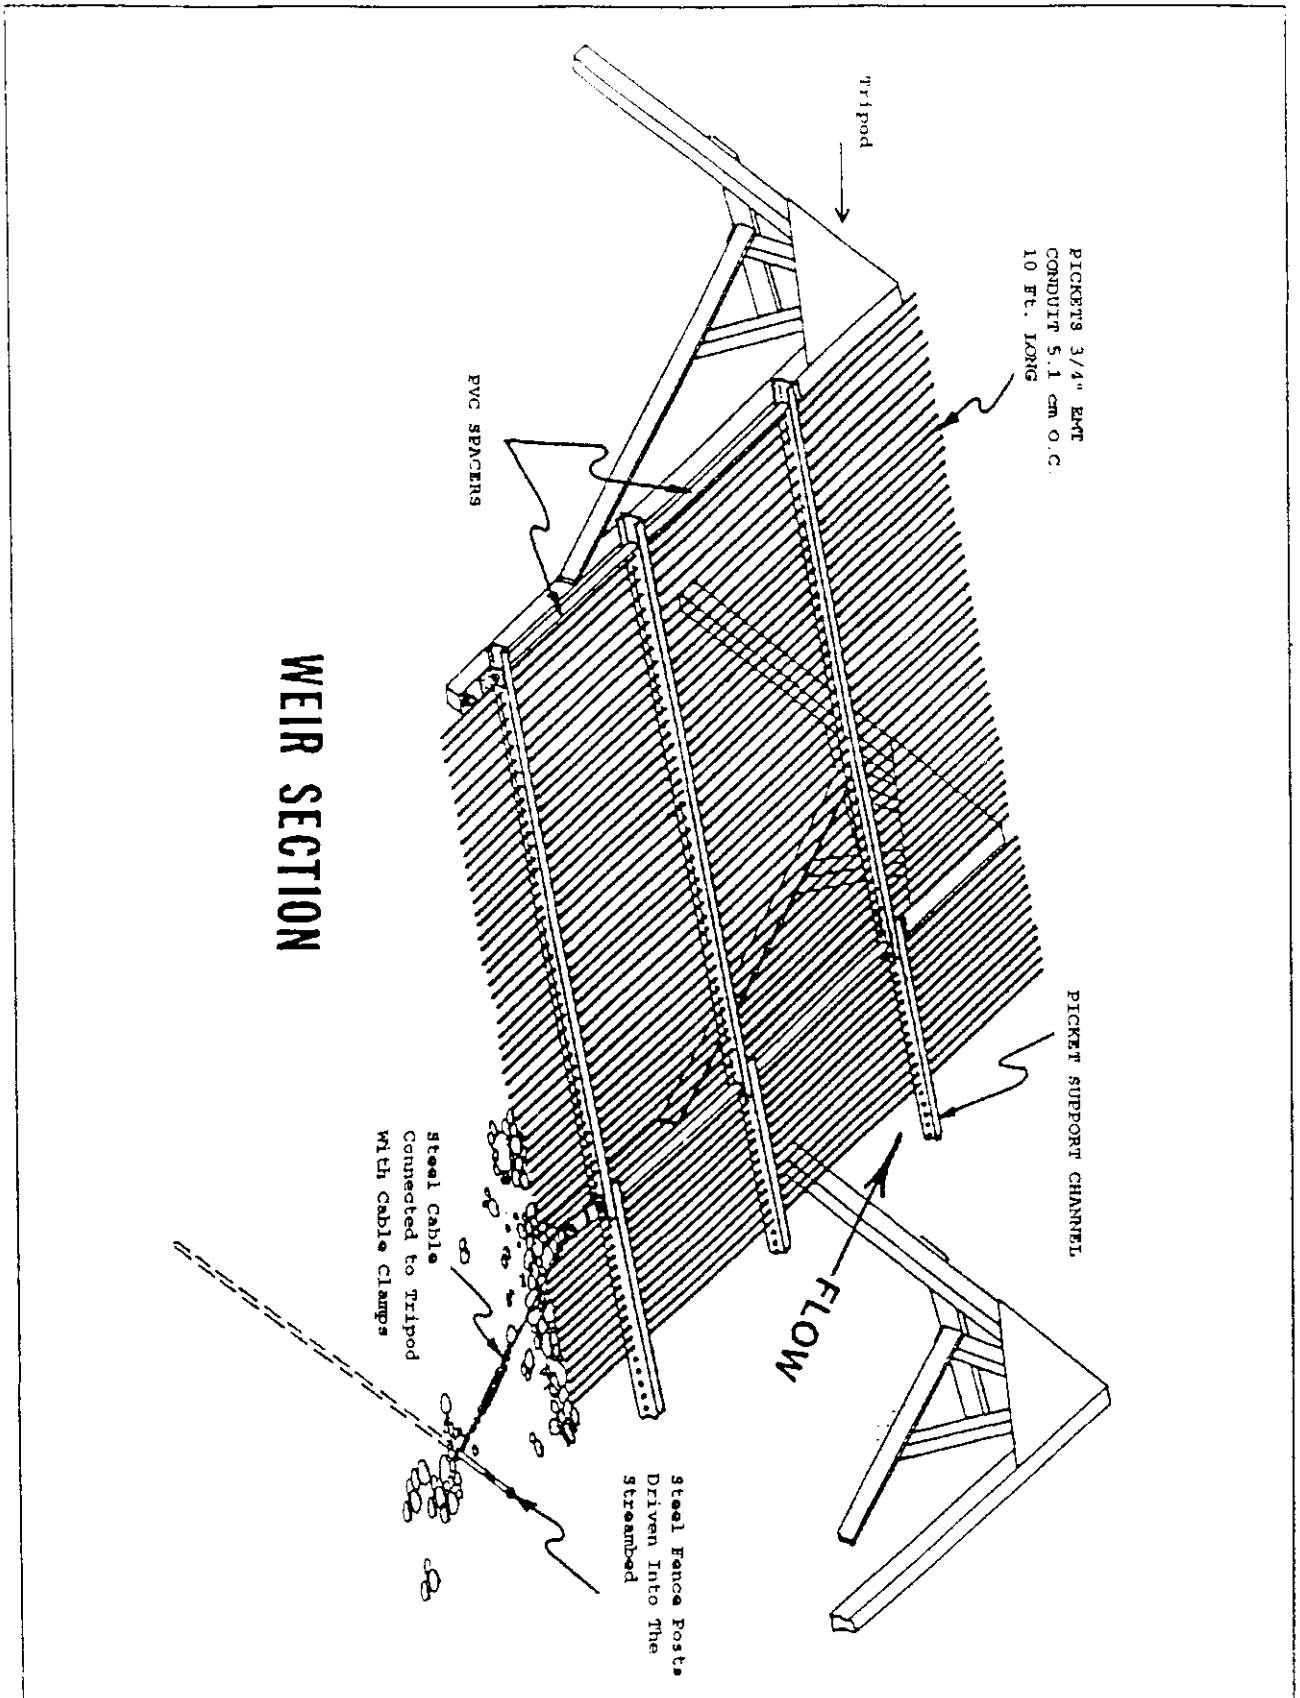 Tripod
PICKETS 3/4" EMT
CONDUIT 5.1 cm O.C.
10 Ft. LONG
PVC SPACERS
PICKET SUPPORT CHANNEL
FLOW
Steel Cable
Connected to Tripod
With Cable Clamps
Steel Fence Posts
Driven Into The
Streambed
WEIR SECTION